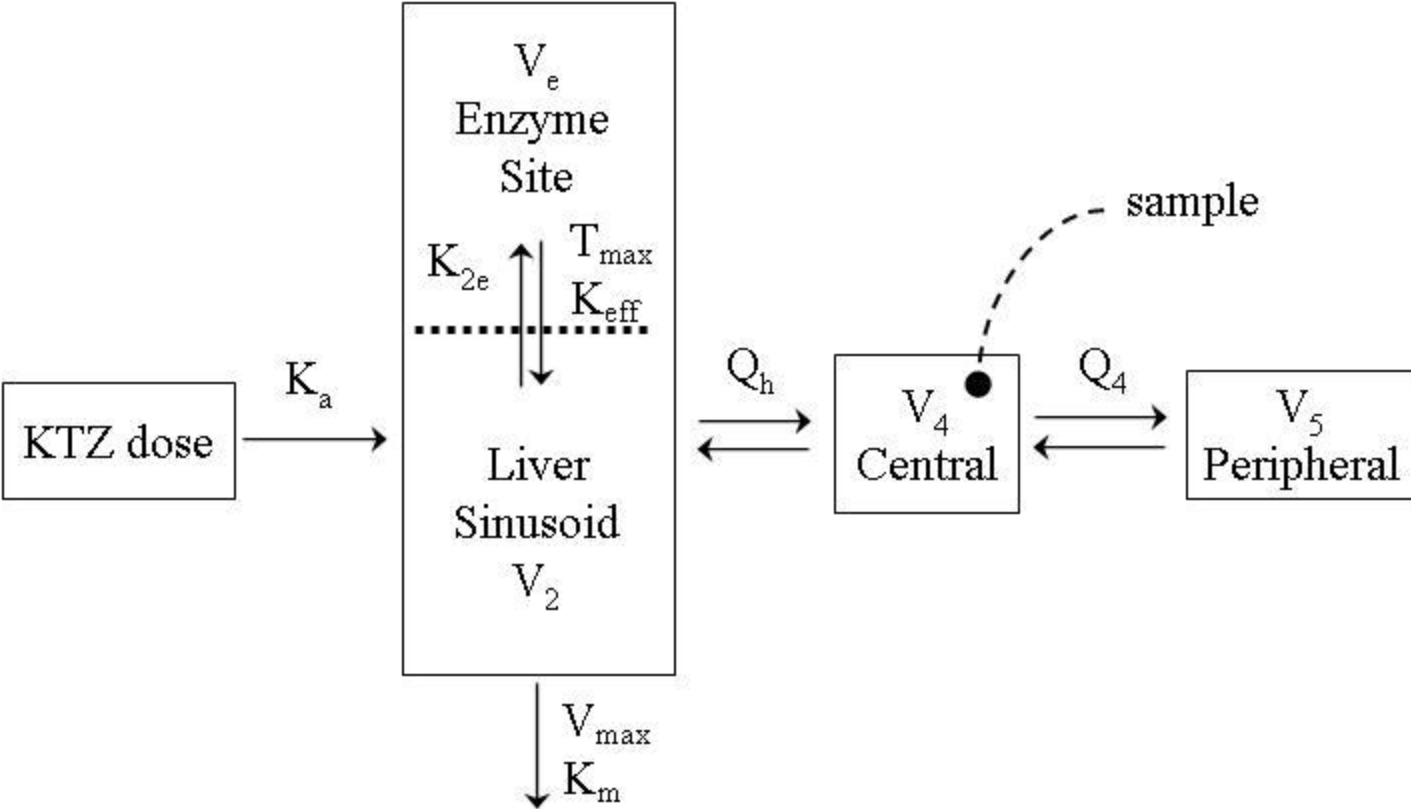 V_e
Enzyme
Site
K_2e
T_max
K_eff
Liver
Sinusoid
V_2
KTZ dose
K_a
V_max
K_m
Q_h
sample
V_4
Central
Q_4
V_5
Peripheral